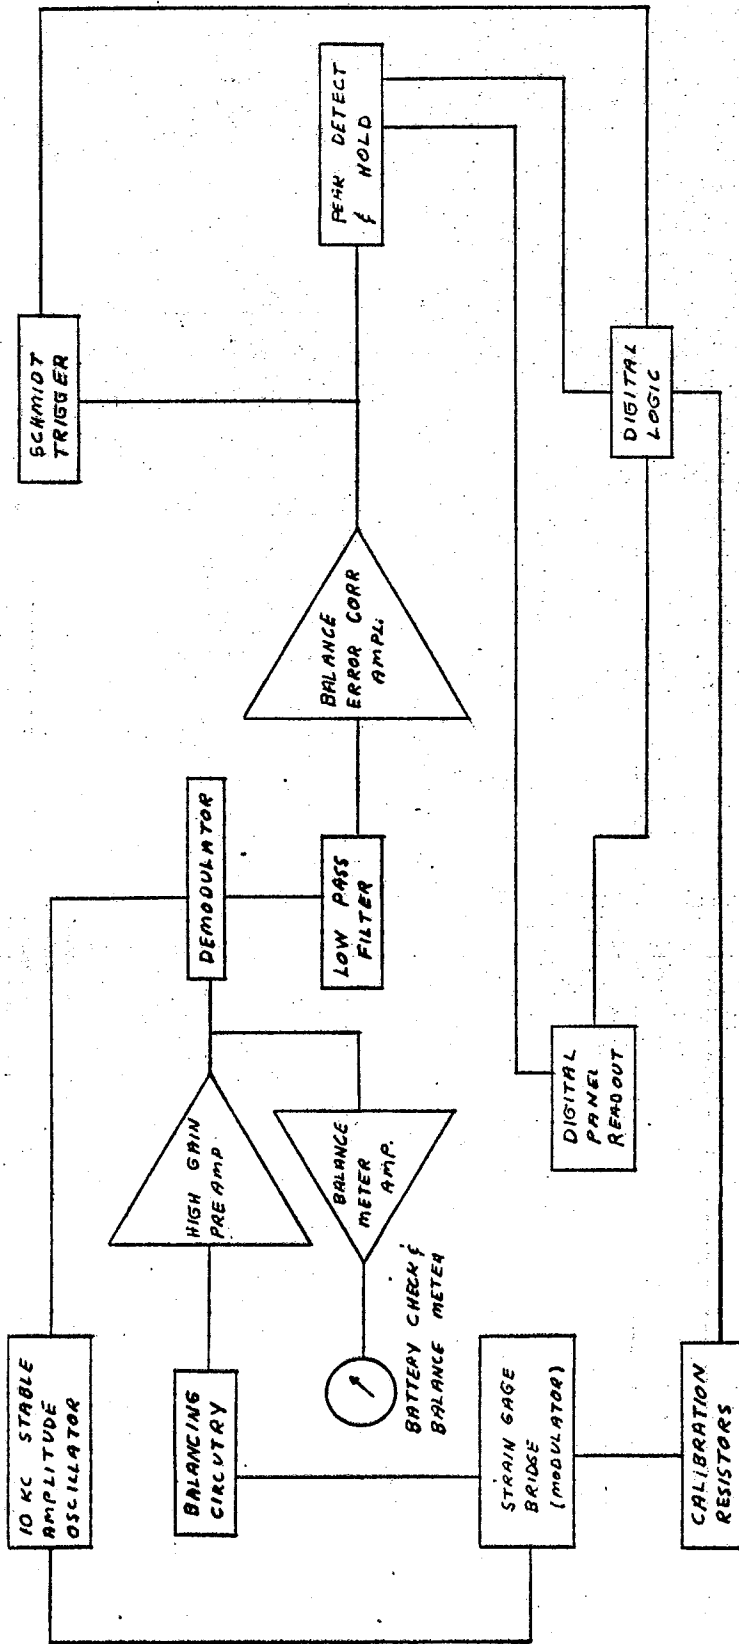 10 KC STABLE
AMPLITUDE
OSCILLATOR
BALANCING
CIRCUTRY
HIGH GAIN
PREAMP
DEMODULATOR
SCHMIDT
TRIGGER
BALANCE
METER
AMP.
LOW PASS
FILTER
BALANCE
ERROR CORR
AMPLi
PEAK DETECT
& HOLD
BATTERY CHECK &
BALANCE METER
STRAIN GAGE
BRIDGE
(MODULATOR)
DIGITAL
PANEL
READOUT
DIGITAL
LOGIC
CALIBRATION
RESISTORS